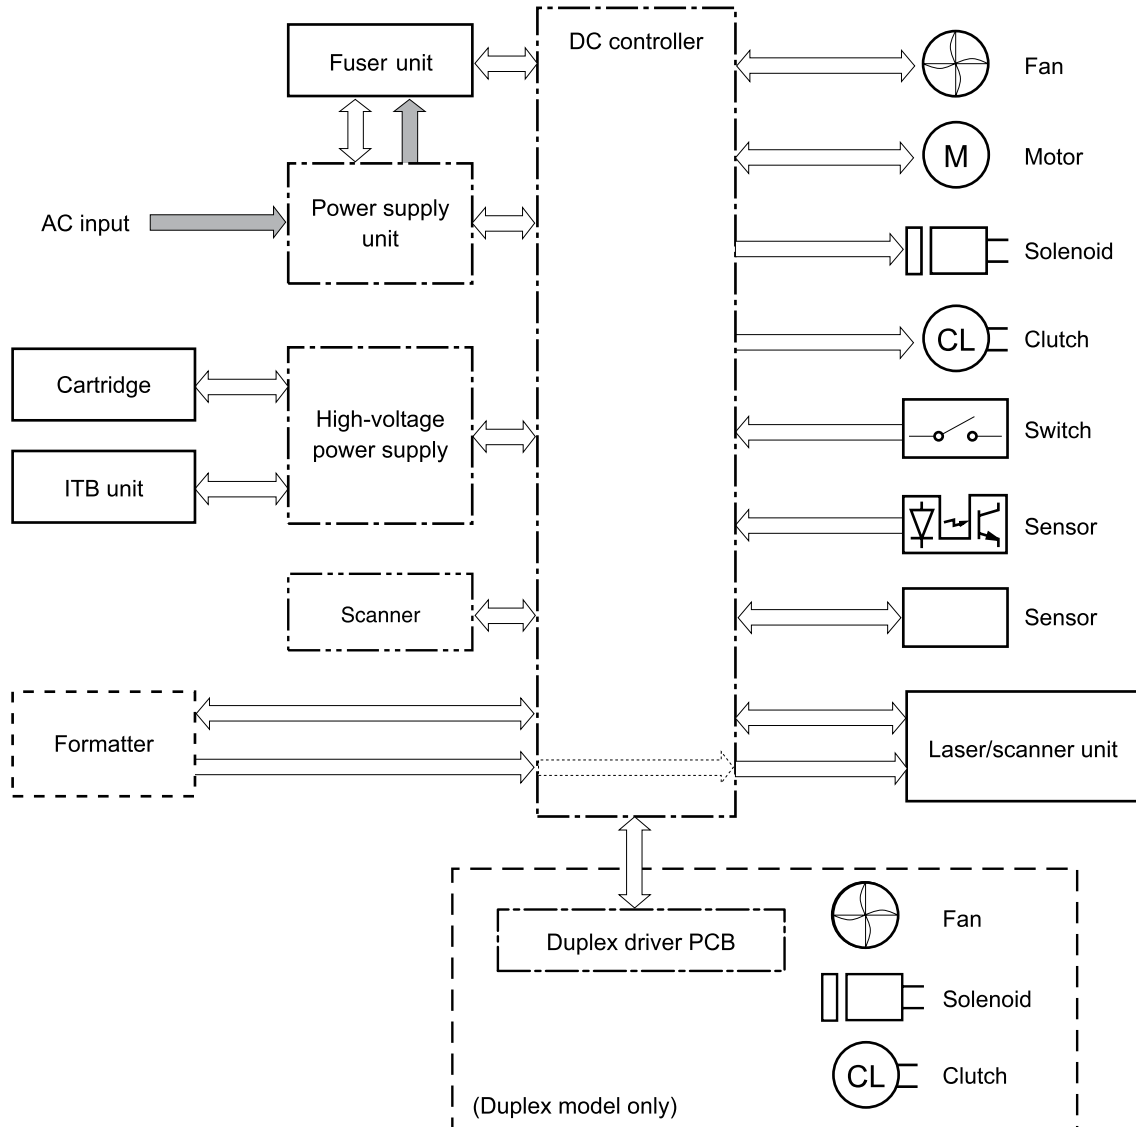 DC controller
Fuser unit
Fan
M
Motor
AC input
Power supply
unit
Solenoid
CL
Clutch
Cartridge
High-voltage
power supply
Switch
ITB unit
Sensor
Scanner
Sensor
Formatter
Laser/scanner unit
Duplex driver PCB
Fan
Solenoid
CL
Clutch
(Duplex model only)